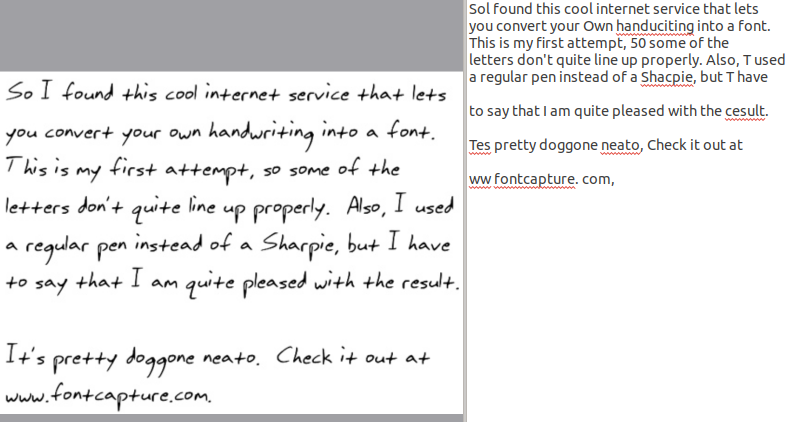 So I found this cool internet service that lets
you convert your own handwriting into a font.
This is my first attempt, so some of the
letters don't quite line up properly. Also, I used
a regular pen instead of a Sharpie, but I have
to say that I am quite pleased with the result.
It's pretty doggone neato. Check it out at
www.fontcapture.com.
Sol found this cool internet service that lets
you convert your Own handuciting into a font.
This is my first attempt, 50 some of the
letters don't quite line up properly. Also, T used
a regular pen instead of a Shacpie, but T have
to say that I am quite pleased with the cesult.
Tes pretty doggone neato, Check it out at
ww fontcapture. com,